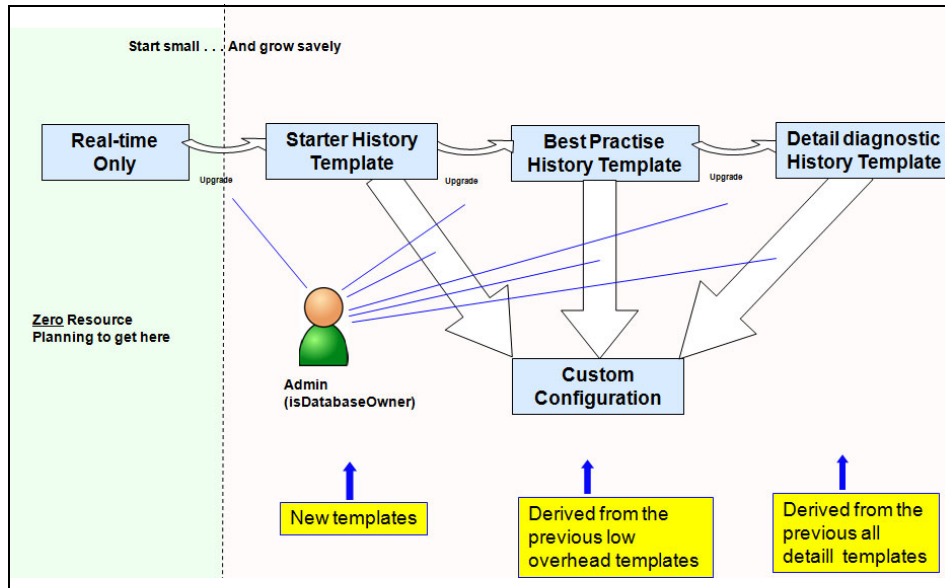 Start small . . . And grow savely
Real-time
Only
Starter History
Template
Best Practise
History Template
Detail diagnostic
History Template
Upgrade
Upgrade
Upgrade
Zero Resource
Planning to get here
Admin
(isDatabaseOwner)
Custom
Configuration
New templates
Derived from the
previous low
overhead templates
Derived from the
previous all
detaill templates